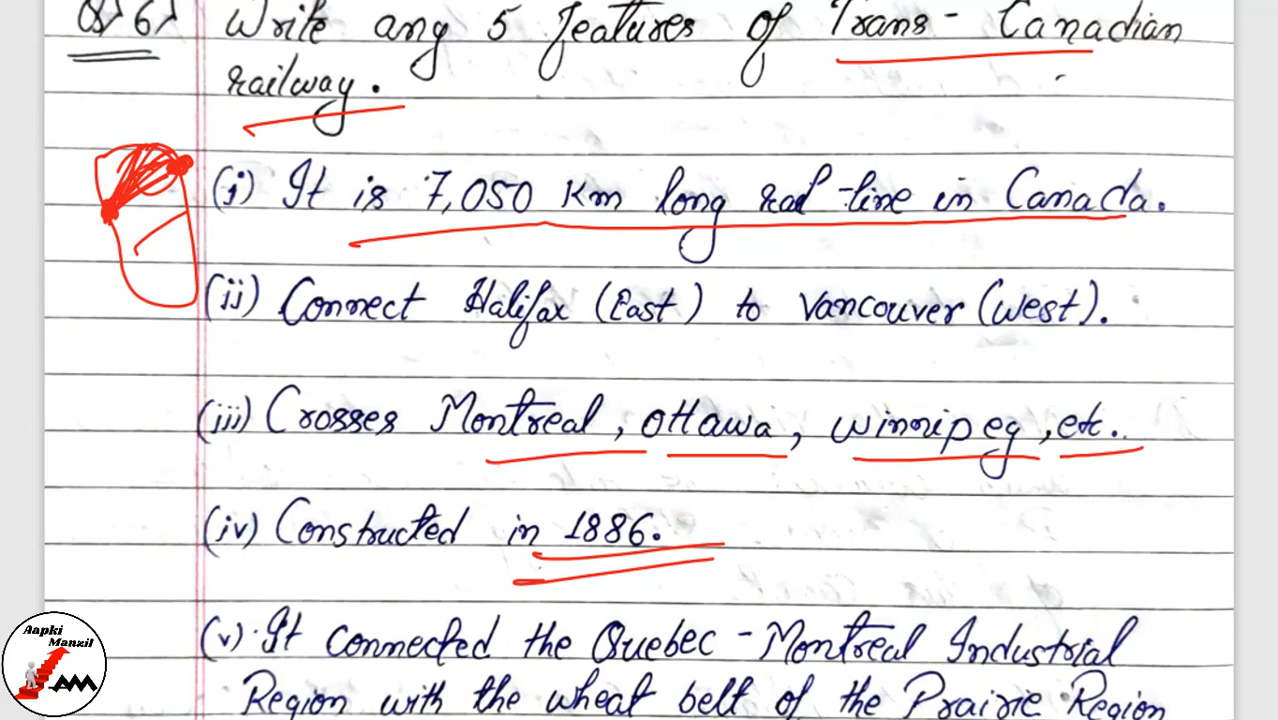 Q>6> Write any 5 features of Trans - Canadian
railway.
(i) It is 7,050 Km long rail -line in Canada.
(ii) Connect Halifax (East) to Vancouver (West).
(iii) Crosses Montreal, Ottawa, Winnipeg, etc.
(iv) Constructed in 1886.
(v) It connected the Quebec - Montreal Industrial
Region with the wheat belt of the Prairie Region
Aapki
Manzil
AM